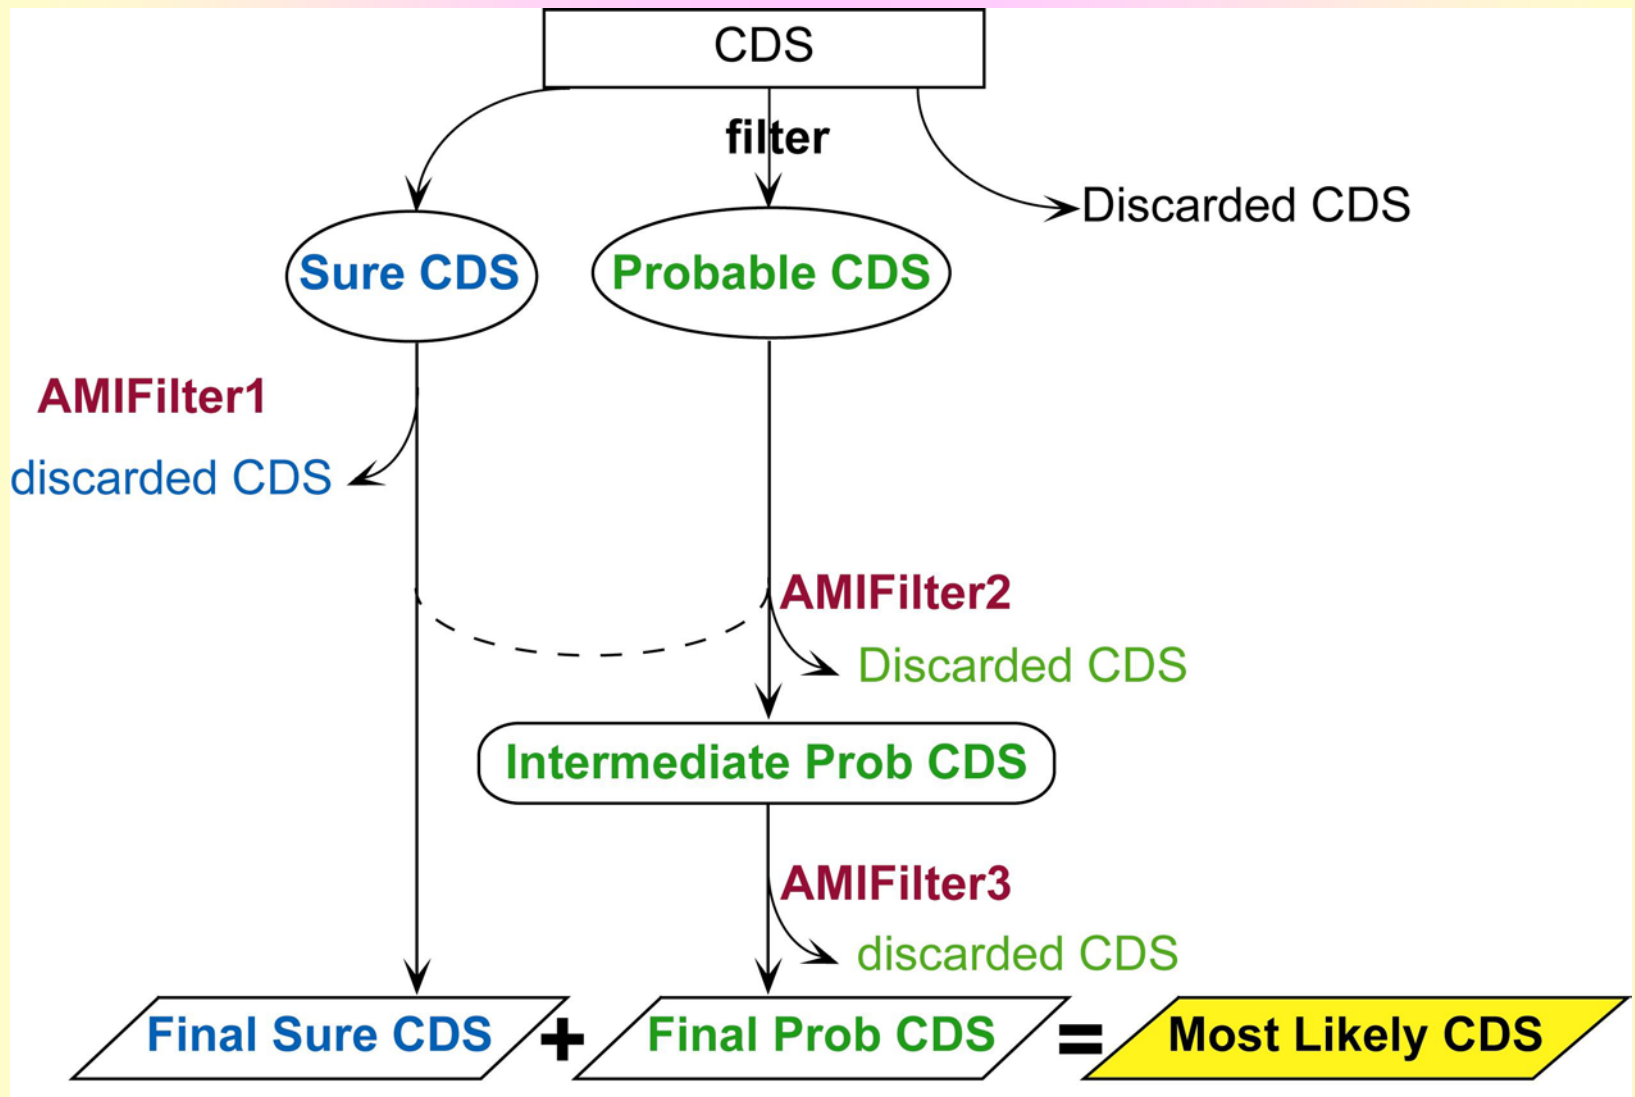 CDS
filter
Discarded CDS
Sure CDS
Probable CDS
AMIFilter1
discarded CDS
AMIFilter2
Discarded CDS
Intermediate Prob CDS
AMIFilter3
discarded CDS
Final Sure CDS + Final Prob CDS = Most Likely CDS